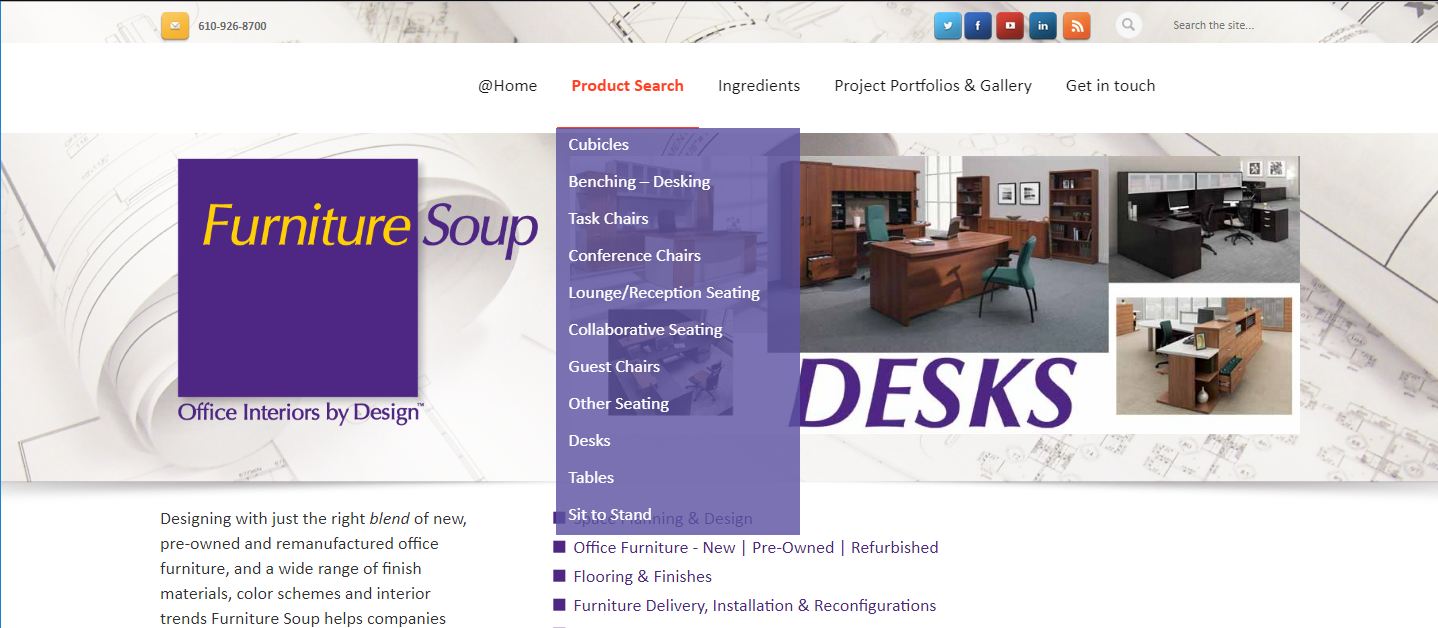 610-926-8700
Search the site...
@Home
Product Search
Ingredients
Project Portfolios & Gallery
Get in touch
Cubicles
Benching – Desking
Task Chairs
Conference Chairs
Lounge/Reception Seating
Collaborative Seating
Guest Chairs
Other Seating
Desks
Tables
Sit to Stand
Furniture Soup
Office Interiors by Design™
DESKS
Designing with just the right blend of new,
pre-owned and remanufactured office
furniture, and a wide range of finish
materials, color schemes and interior
trends Furniture Soup helps companies
Space Planning & Design
Office Furniture - New | Pre-Owned | Refurbished
Flooring & Finishes
Furniture Delivery, Installation & Reconfigurations